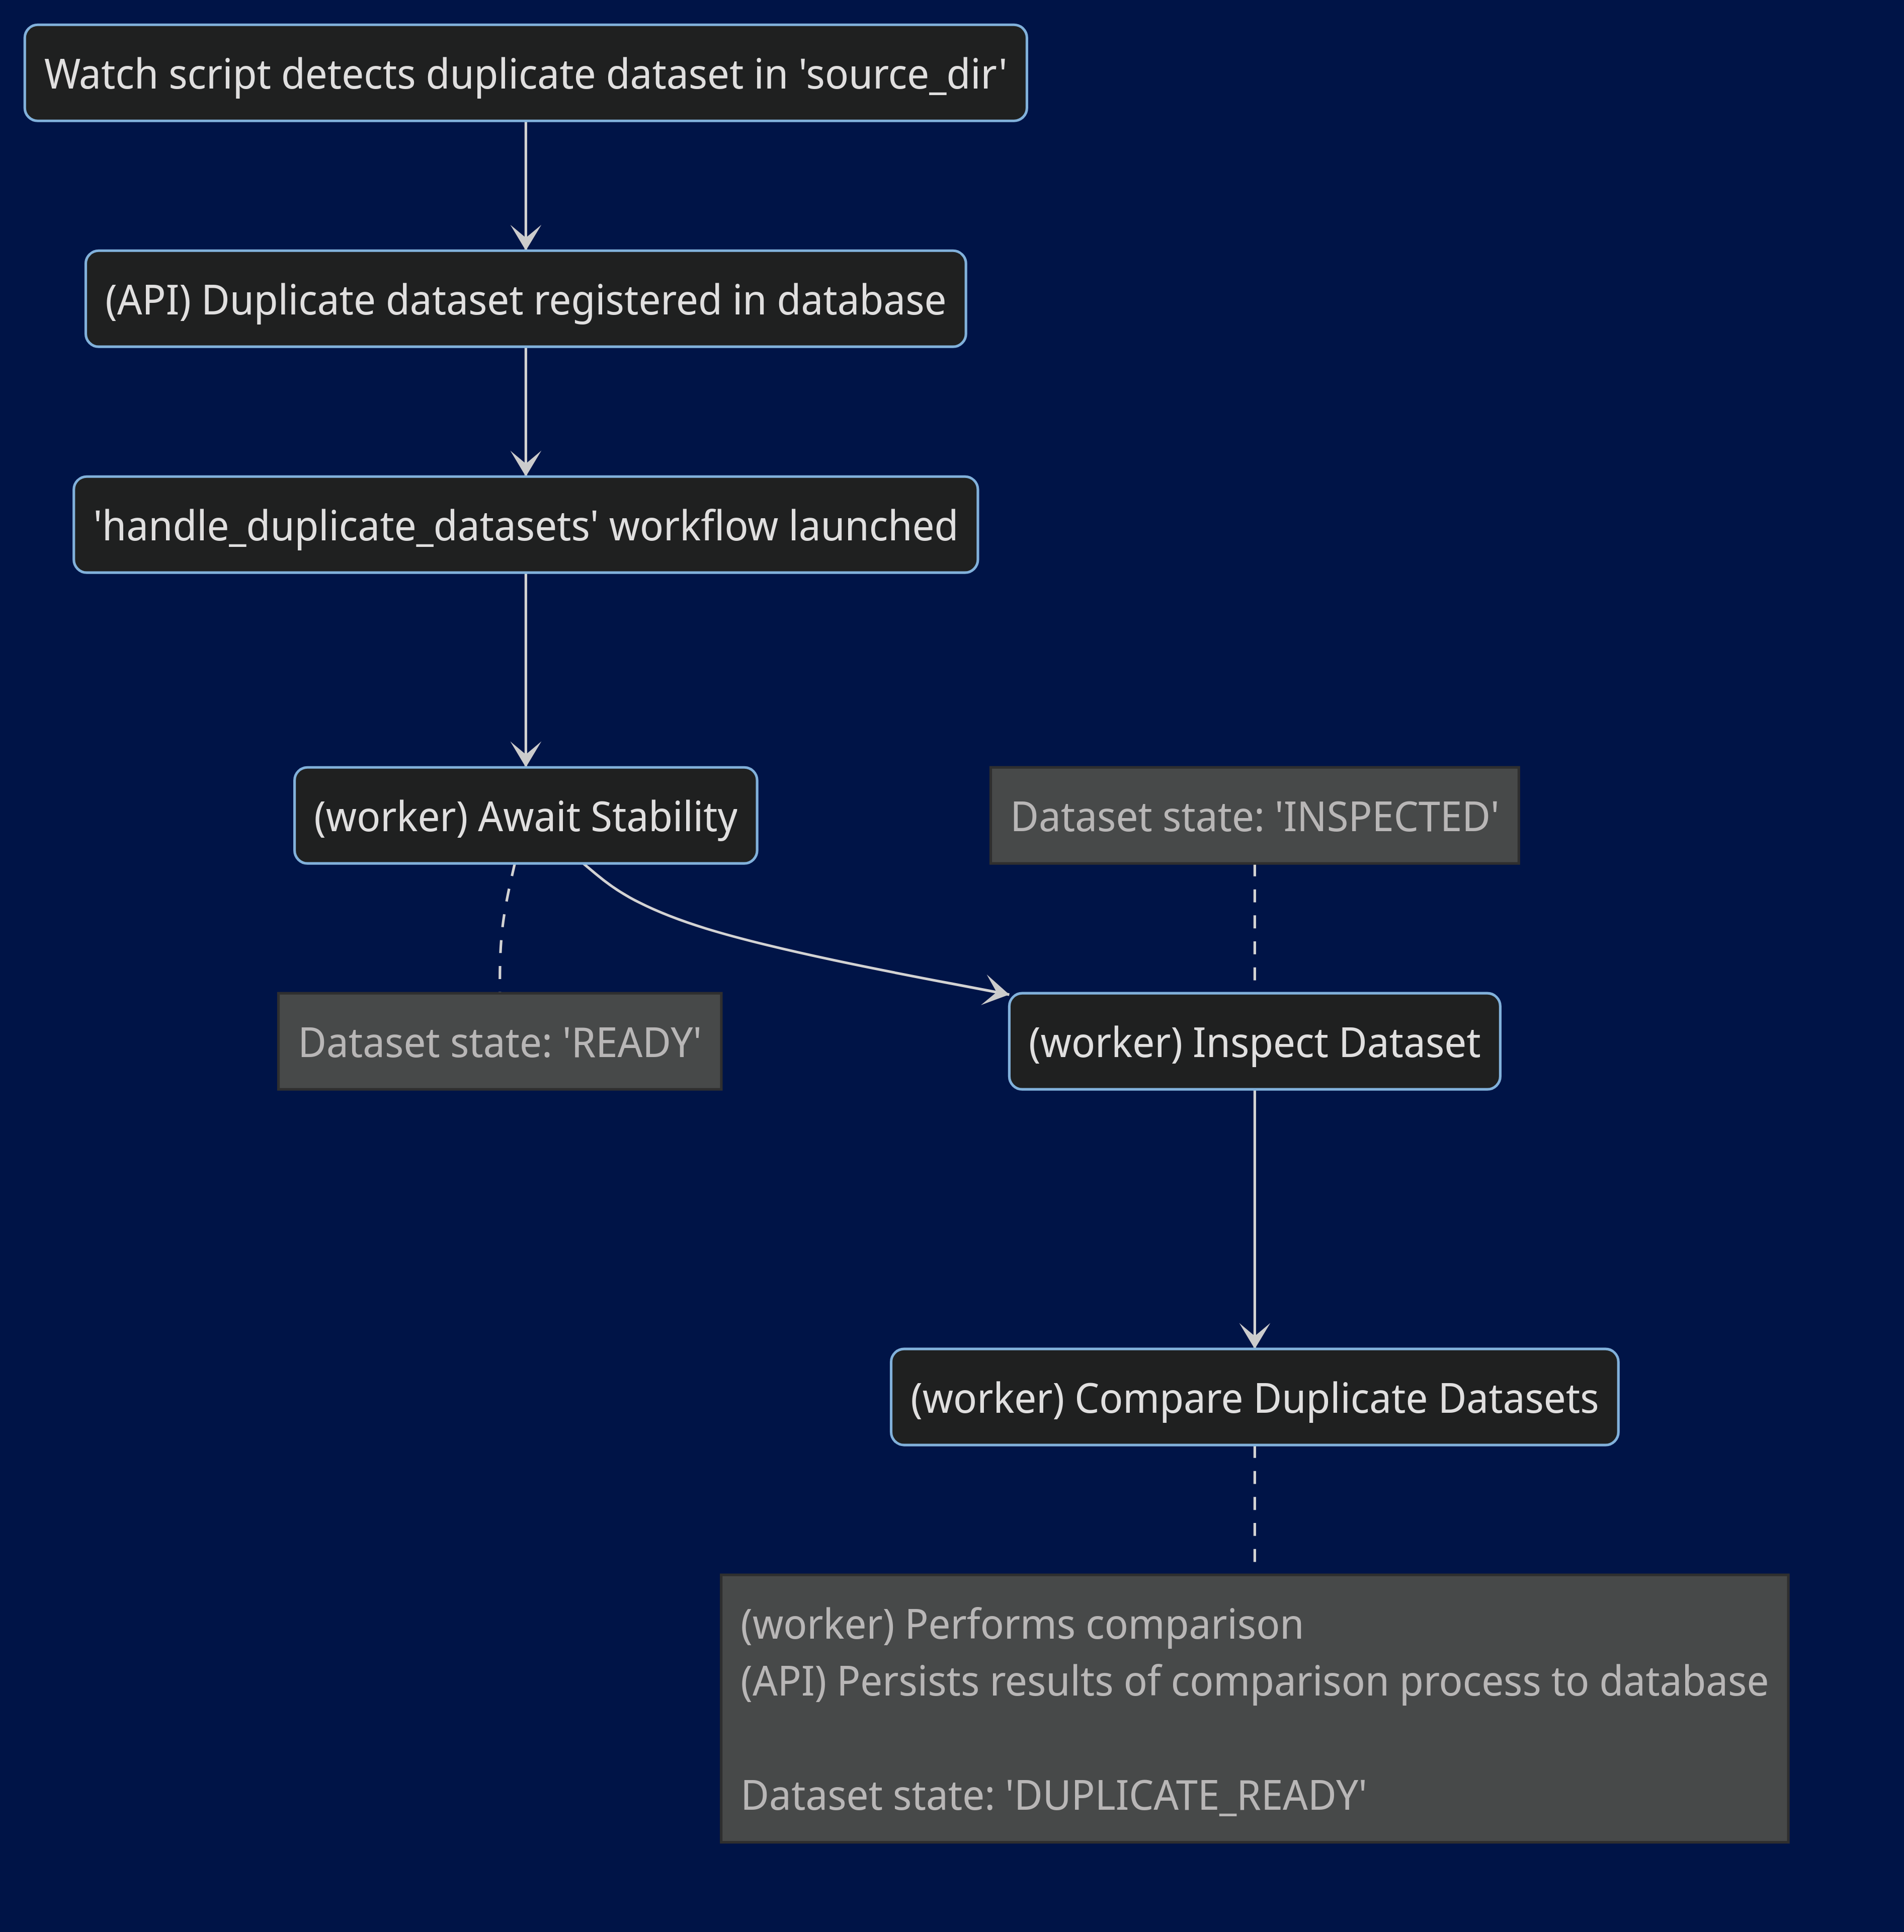 Watch script detects duplicate dataset in 'source_dir'
(API) Duplicate dataset registered in database
'handle_duplicate_datasets' workflow launched
(worker) Await Stability
Dataset state: 'INSPECTED'
Dataset state: 'READY'
(worker) Inspect Dataset
(worker) Compare Duplicate Datasets
(worker) Performs comparison
(API) Persists results of comparison process to database
Dataset state: 'DUPLICATE_READY'